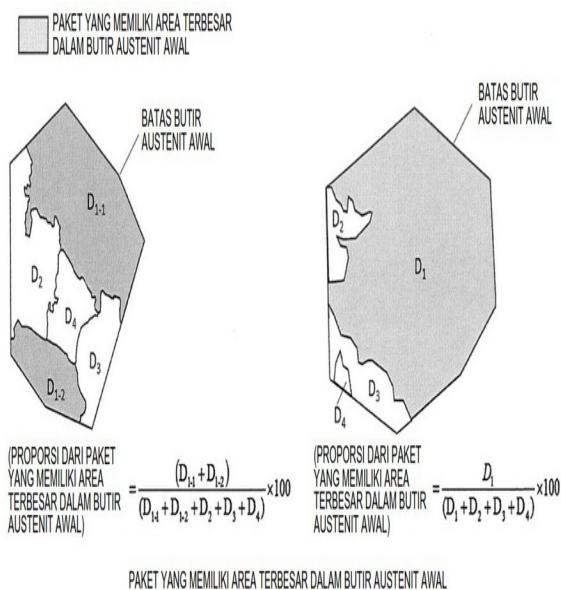 PAKET YANG MEMILIKI AREA TERBESAR
DALAM BUTIR AUSTENIT AWAL
BATAS BUTIR
AUSTENIT AWAL
D1-1
D2
D4
D3
D1-2
BATAS BUTIR
AUSTENIT AWAL
D2
D1
D3
D4
(PROPORSI DARI PAKET
YANG MEMILIKI AREA
TERBESAR DALAM BUTIR
AUSTENIT AWAL)
= (D1-1 + D1-2) / (D1-1 + D1-2 + D2 + D3 + D4) ×100
(PROPORSI DARI PAKET
YANG MEMILIKI AREA
TERBESAR DALAM BUTIR
AUSTENIT AWAL)
= D1 / (D1 + D2 + D3 + D4) ×100
PAKET YANG MEMILIKI AREA TERBESAR DALAM BUTIR AUSTENIT AWAL